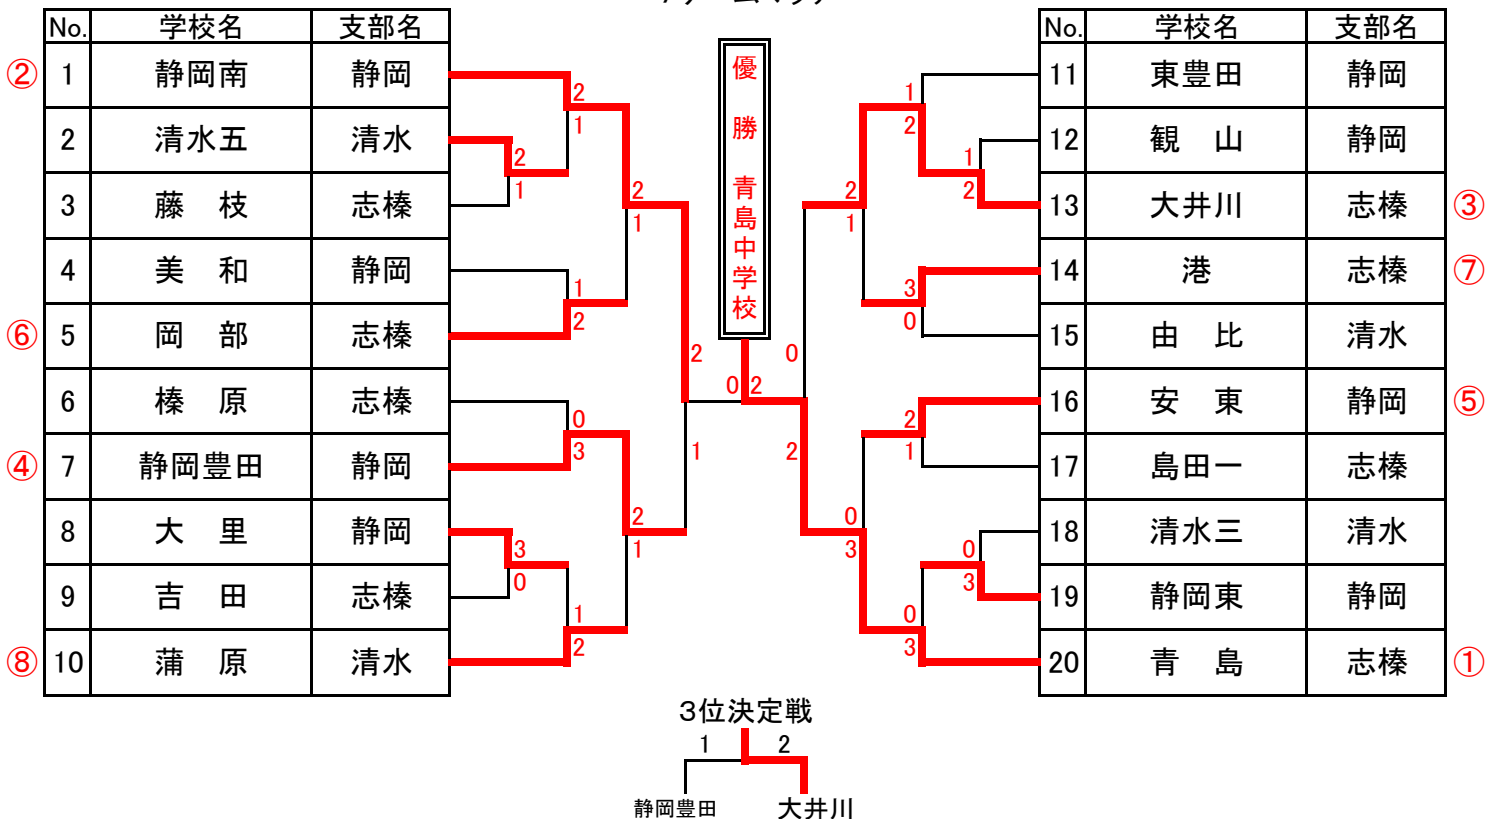 No. 学校名 支部名
② 1 静岡南 静岡
2 清水五 清水
3 藤 枝 志榛
4 美 和 静岡
⑥ 5 岡 部 志榛
6 榛 原 志榛
④ 7 静岡豊田 静岡
8 大 里 静岡
9 吉 田 志榛
⑧ 10 蒲 原 清水
2
1
2
1
2
1
1
2
2
1
0
3
2
1
3
0
1
2
優勝 青島中学校
0 2
No. 学校名 支部名
11 東豊田 静岡
12 観 山 静岡
13 大井川 志榛 ③
14 港 志榛 ⑦
15 由 比 清水
16 安 東 静岡 ⑤
17 島田一 志榛
18 清水三 清水
19 静岡東 静岡
20 青 島 志榛 ①
1
2
1
2
2
1
3
0
0
2
2
1
0
3
0
3
0
3
3位決定戦
1 2
静岡豊田 大井川